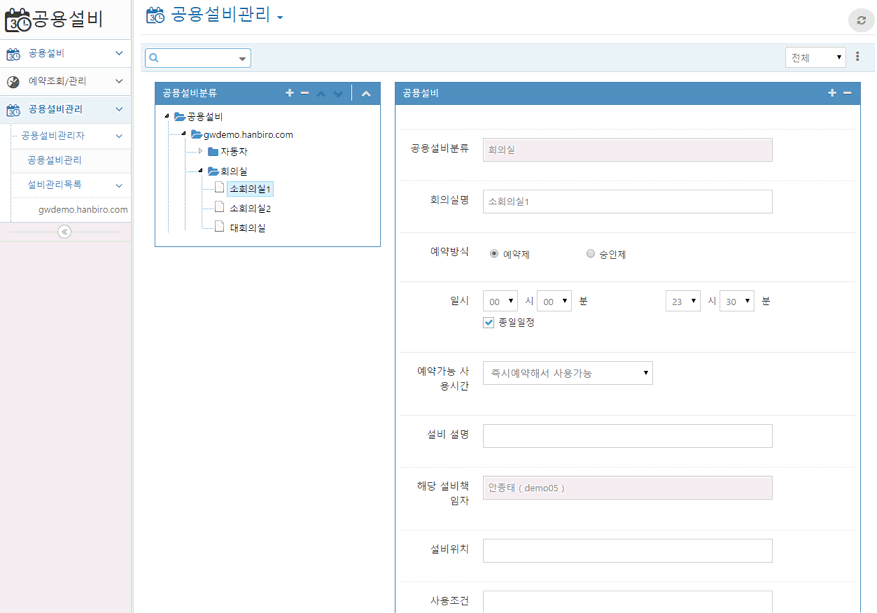 공용설비
공용설비
예약조회/관리
공용설비관리
공용설비관리자
공용설비관리
설비관리목록
gwdemo.hanbiro.com
공용설비관리
전체
공용설비분류
공용설비
gwdemo.hanbiro.com
자동차
회의실
소회의실1
소회의실2
대회의실
공용설비
공용설비분류 회의실
회의실명 소회의실1
예약방식 예약제 승인제
일시 00 시 00 분 23 시 30 분
종일일정
예약가능 사
용시간 즉시예약해서 사용가능
설비 설명
해당 설비책
임자 안종태 ( demo05 )
설비위치
사용조건